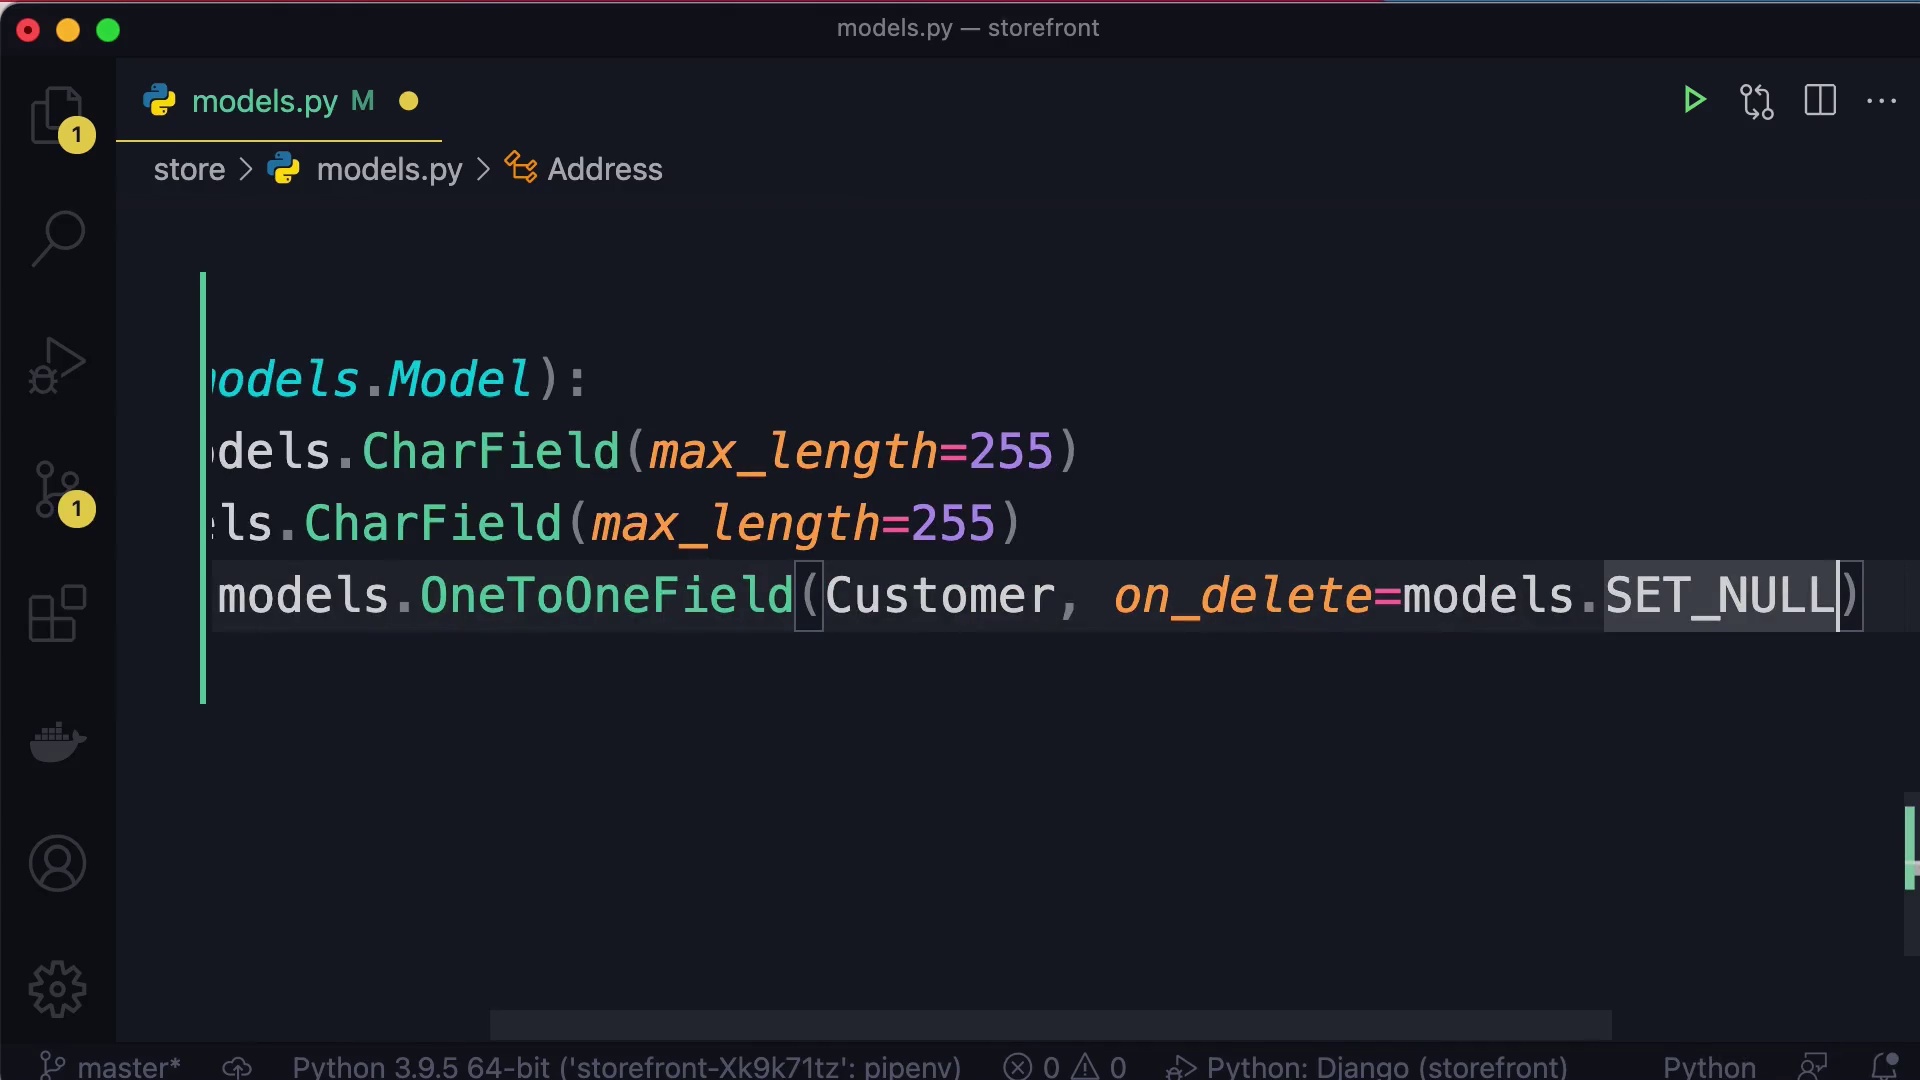 models.py — storefront
models.py M
1
store > models.py > Address
odels.Model):
dels.CharField(max_length=255)
ls.CharField(max_length=255)
models.OneToOneField(Customer, on_delete=models.SET_NULL)
1
master* Python 3.9.5 64-bit ('storefront-Xk9k71tz': pipenv) 0 0 Python: Django (storefront) Python